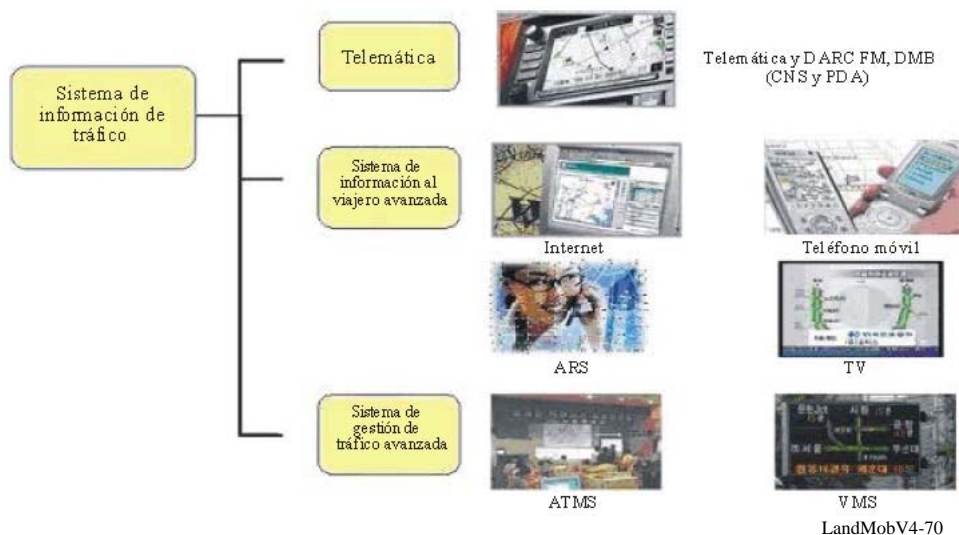 Sistema de
información de
tráfico
Telemática
Telemática y DARC FM, DMB
(CNS y PDA)
Sistema de
información al
viajero avanzada
Internet
Teléfono móvil
ARS
TV
Sistema de
gestión de
tráfico avanzada
ATMS
VMS
LandMobV4-70